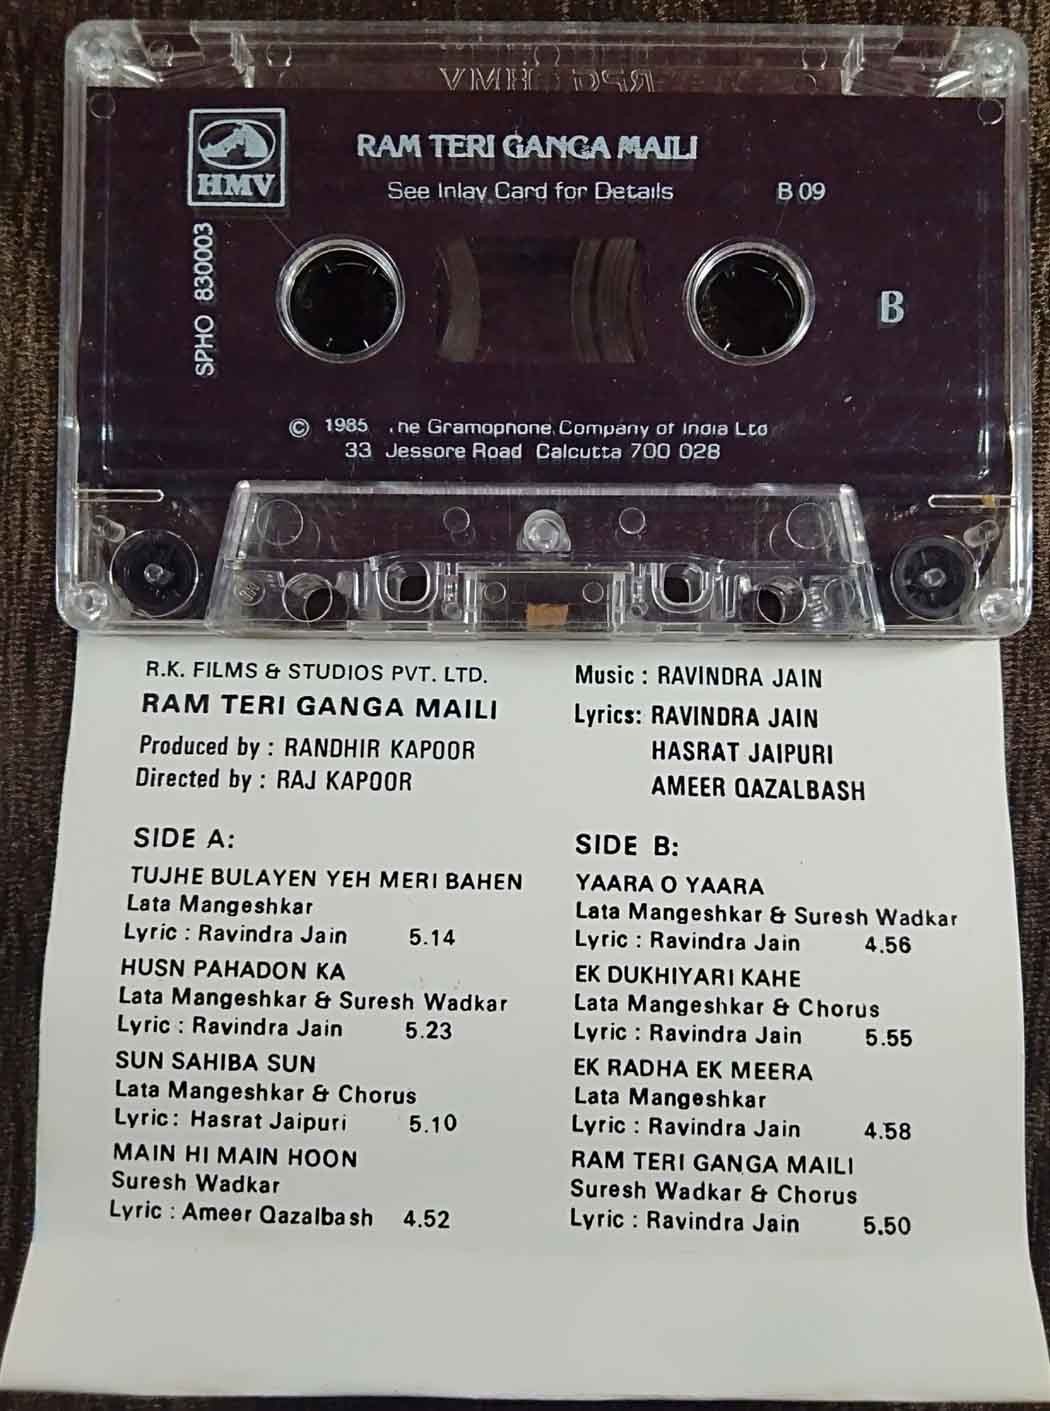 RAM TERI GANGA MAILI
HMV
See Inlay Card for Details
B 09
SPHO 830003
B
© 1985 The Gramophone Company of India Ltd
33 Jessore Road Calcutta 700 028
R.K. FILMS & STUDIOS PVT. LTD.
RAM TERI GANGA MAILI
Produced by : RANDHIR KAPOOR
Directed by : RAJ KAPOOR
Music : RAVINDRA JAIN
Lyrics: RAVINDRA JAIN
HASRAT JAIPURI
AMEER QAZALBASH
SIDE A:
TUJHE BULAYEN YEH MERI BAHEN
Lata Mangeshkar
Lyric : Ravindra Jain 5.14
HUSN PAHADON KA
Lata Mangeshkar & Suresh Wadkar
Lyric : Ravindra Jain 5.23
SUN SAHIBA SUN
Lata Mangeshkar & Chorus
Lyric : Hasrat Jaipuri 5.10
MAIN HI MAIN HOON
Suresh Wadkar
Lyric : Ameer Qazalbash 4.52
SIDE B:
YAARA O YAARA
Lata Mangeshkar & Suresh Wadkar
Lyric : Ravindra Jain 4.56
EK DUKHIYARI KAHE
Lata Mangeshkar & Chorus
Lyric : Ravindra Jain 5.55
EK RADHA EK MEERA
Lata Mangeshkar
Lyric : Ravindra Jain 4.58
RAM TERI GANGA MAILI
Suresh Wadkar & Chorus
Lyric : Ravindra Jain 5.50